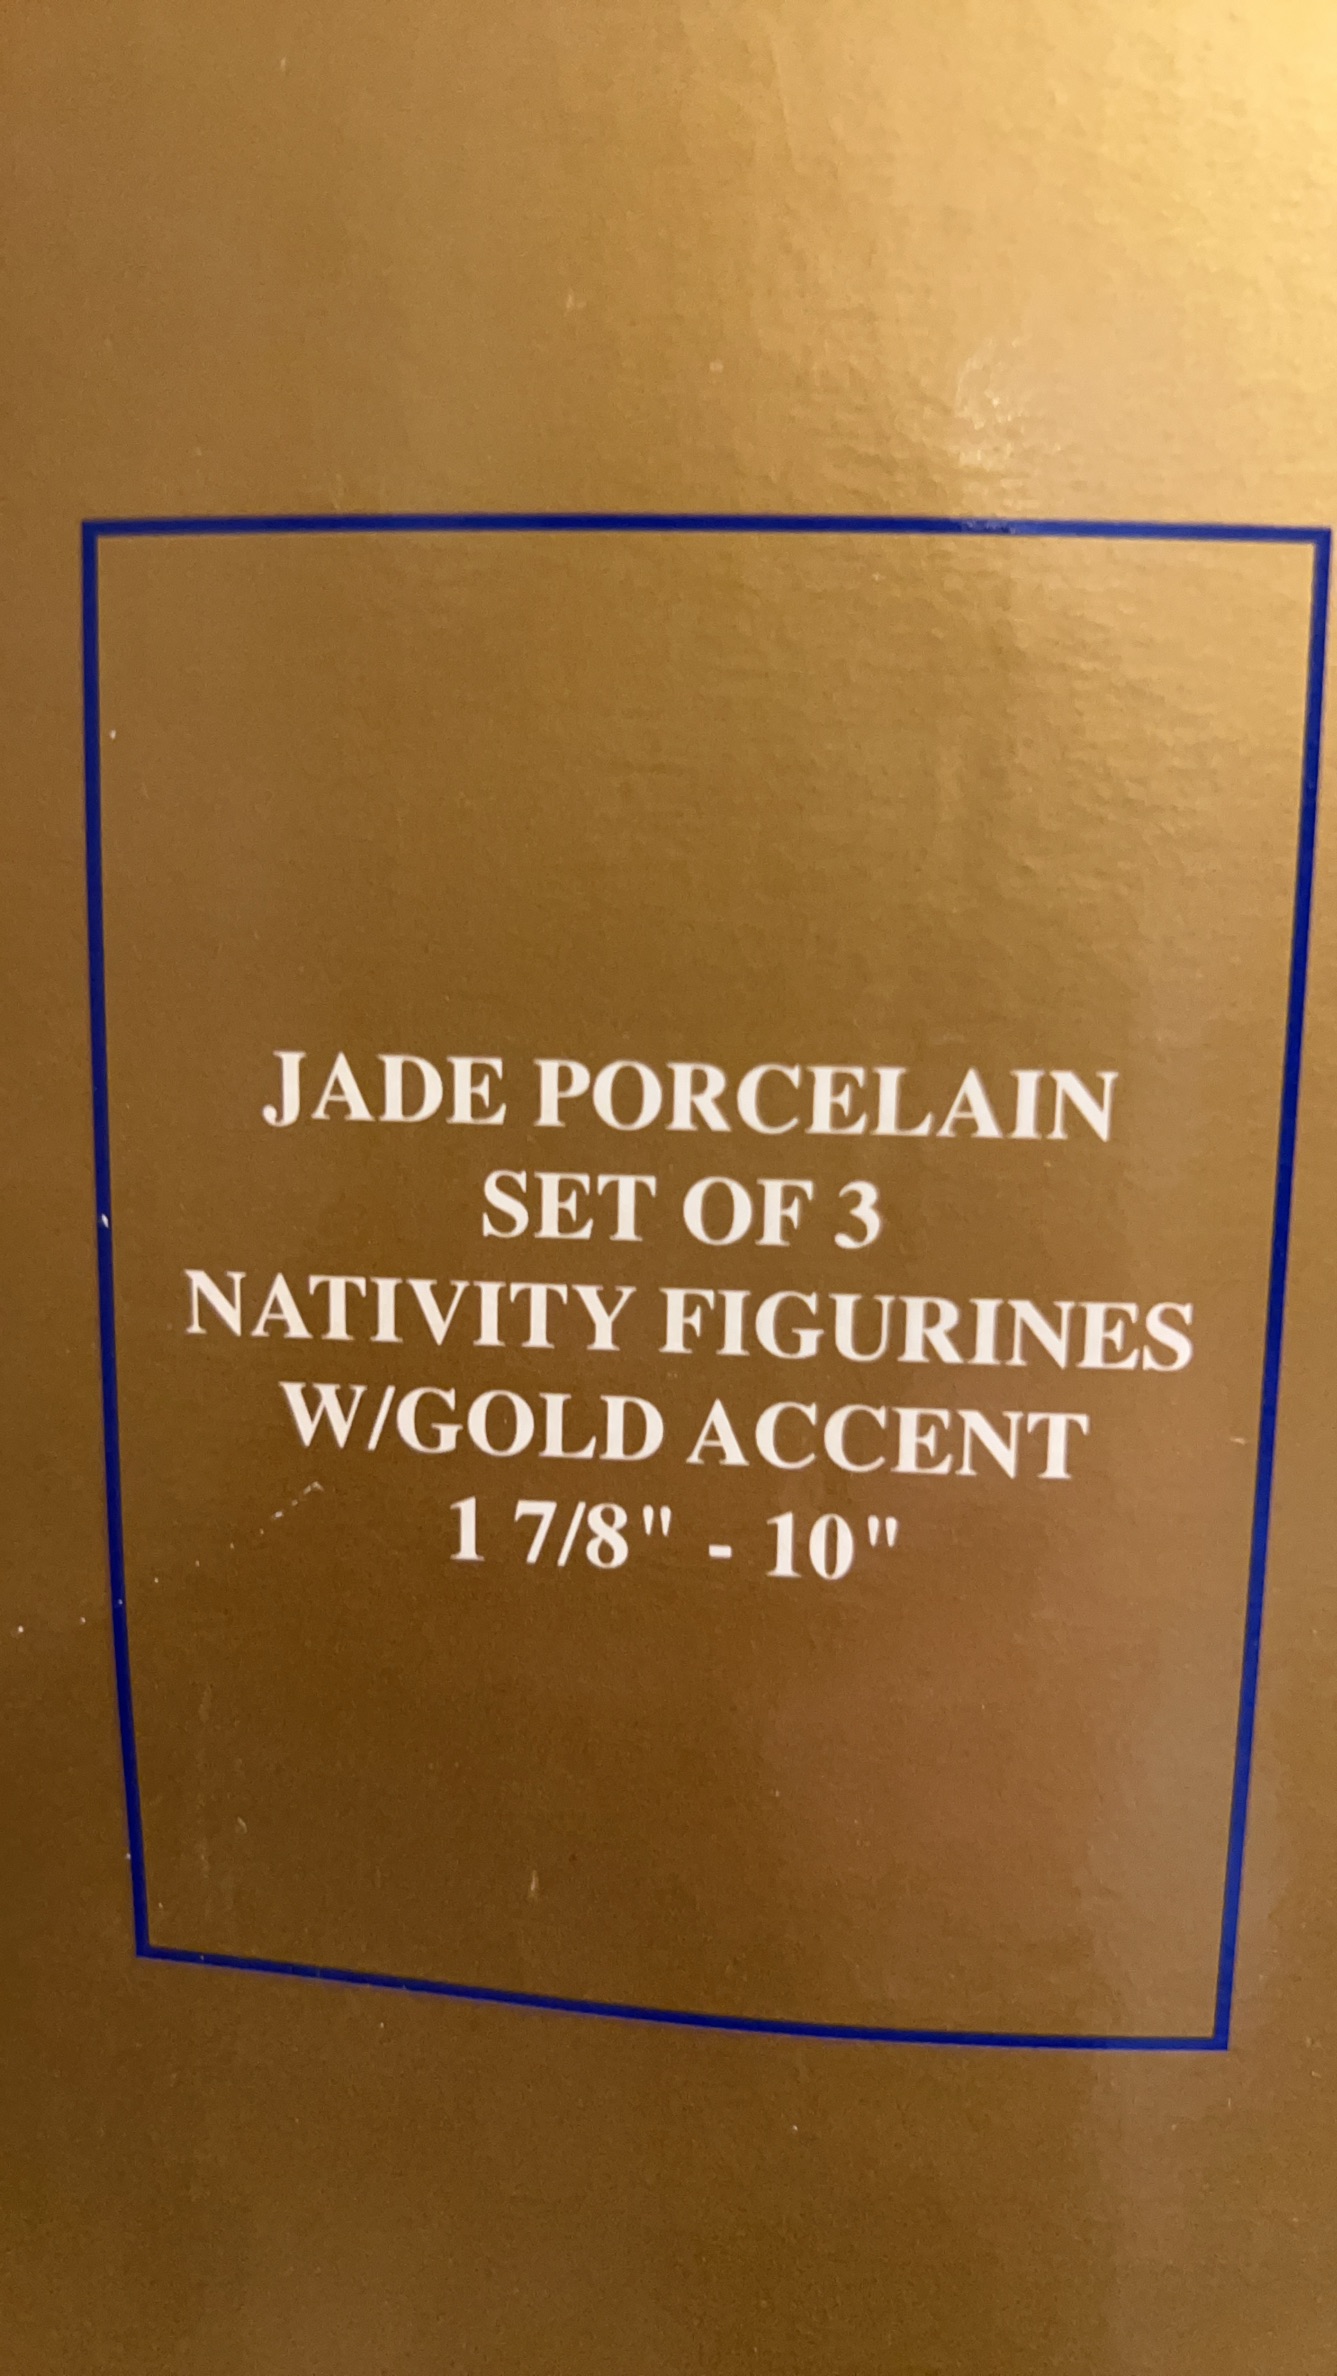 JADE PORCELAIN
SET OF 3
NATIVITY FIGURINES
W/GOLD ACCENT
1 7/8" - 10"